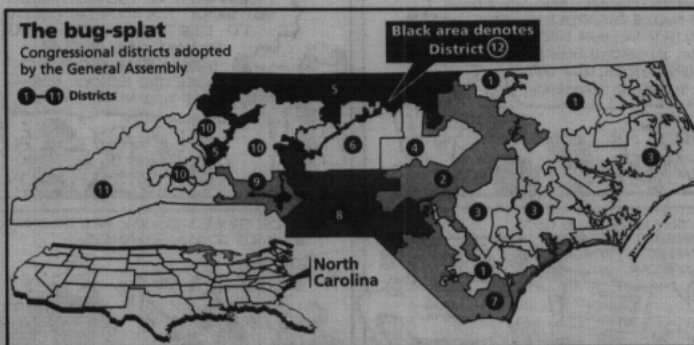 The bug-splat
Congressional districts adopted
by the General Assembly
1–11 Districts
Black area denotes
District 12
5
1
1
10
5
10
6
4
3
10
11
9
2
8
3
3
1
7
North
Carolina